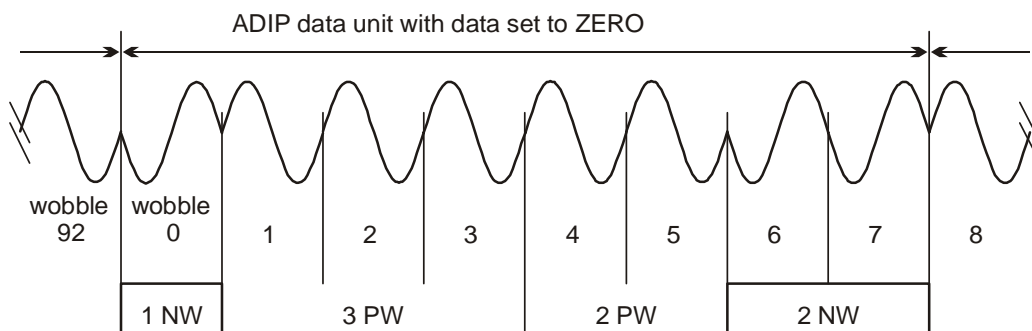 ADIP data unit with data set to ZERO
wobble 92 wobble 0 1 2 3 4 5 6 7 8
1 NW 3 PW 2 PW 2 NW